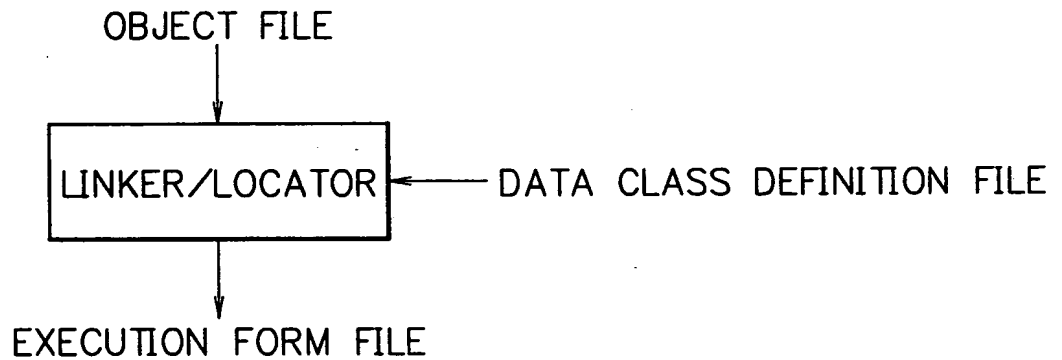 OBJECT FILE
LINKER/LOCATOR
DATA CLASS DEFINITION FILE
EXECUTION FORM FILE